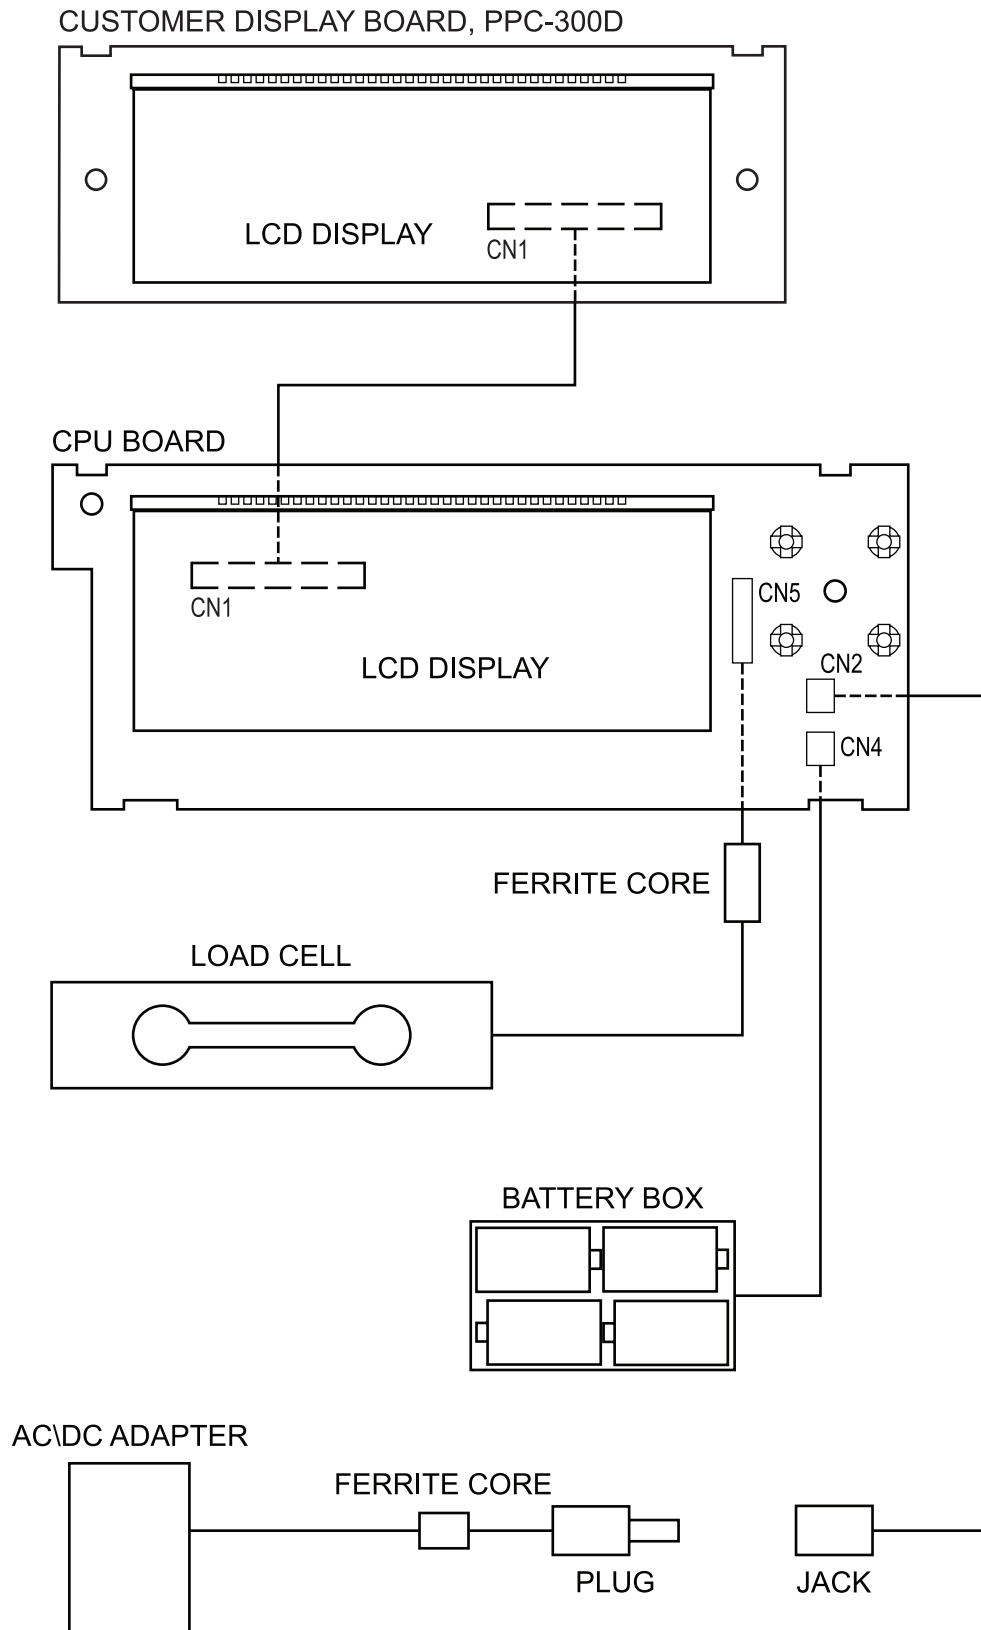 CUSTOMER DISPLAY BOARD, PPC-300D
LCD DISPLAY
CN1
CPU BOARD
CN1
CN5
LCD DISPLAY
CN2
CN4
FERRITE CORE
LOAD CELL
BATTERY BOX
AC\DC ADAPTER
FERRITE CORE
PLUG
JACK